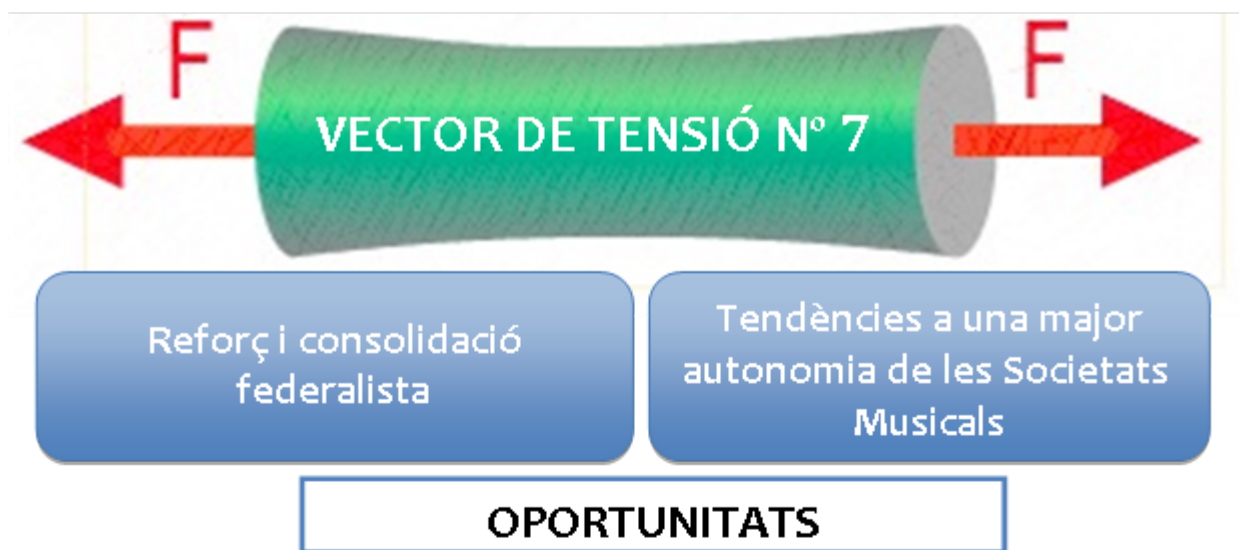 F
F
VECTOR DE TENSIÓ Nº 7
Reforç i consolidació
federalista
Tendències a una major
autonomia de les Societats
Musicals
OPORTUNITATS